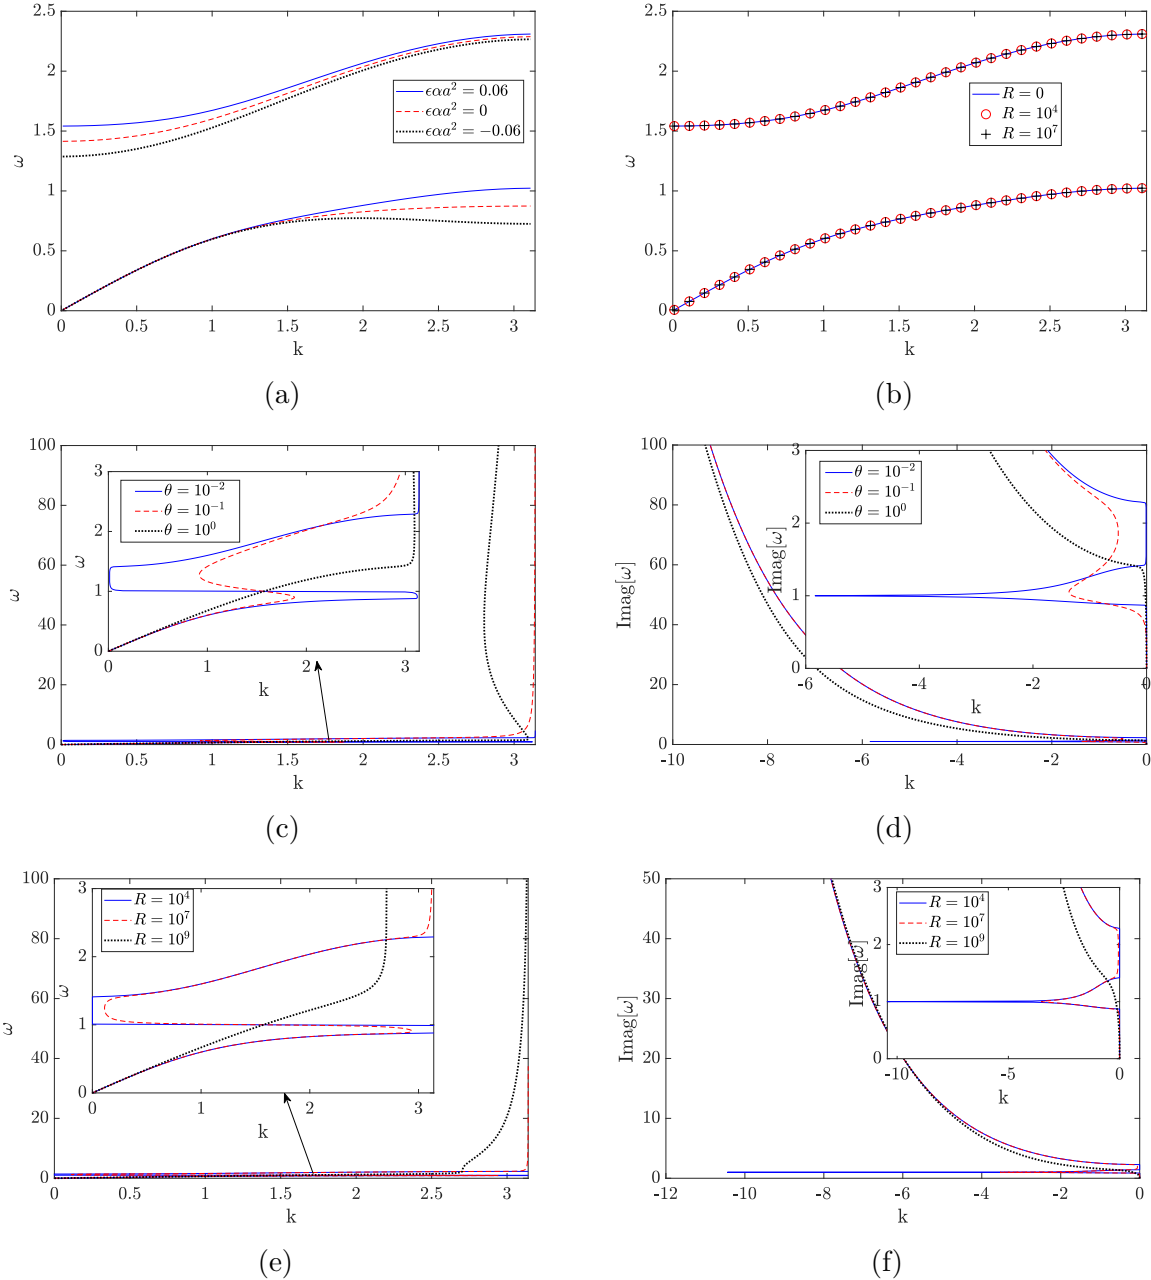 2.5
2
1.5
1
0.5
0
ω
0 0.5 1 1.5 2 2.5 3
k
ϵαa² = 0.06
ϵαa² = 0
ϵαa² = −0.06
(a)
2.5
2
1.5
1
0.5
0
ω
0 0.5 1 1.5 2 2.5 3
k
R = 0
R = 10⁴
R = 10⁷
(b)
100
80
60
40
20
0
ω
0 0.5 1 1.5 2 2.5 3
k
3
2
1
0
ω
0 1 2 3
k
θ = 10⁻²
θ = 10⁻¹
θ = 10⁰
(c)
100
80
60
40
20
0
Imag[ω]
-10 -8 -6 -4 -2 0
k
3
2
1
0
Imag[ω]
-6 -4 -2 0
k
θ = 10⁻²
θ = 10⁻¹
θ = 10⁰
(d)
100
80
60
40
20
0
ω
0 0.5 1 1.5 2 2.5 3
k
3
2
1
0
ω
0 1 2 3
k
R = 10⁴
R = 10⁷
R = 10⁹
(e)
50
40
30
20
10
0
Imag[ω]
-12 -10 -8 -6 -4 -2 0
k
3
2
1
0
Imag[ω]
-10 -5 0
k
R = 10⁴
R = 10⁷
R = 10⁹
(f)